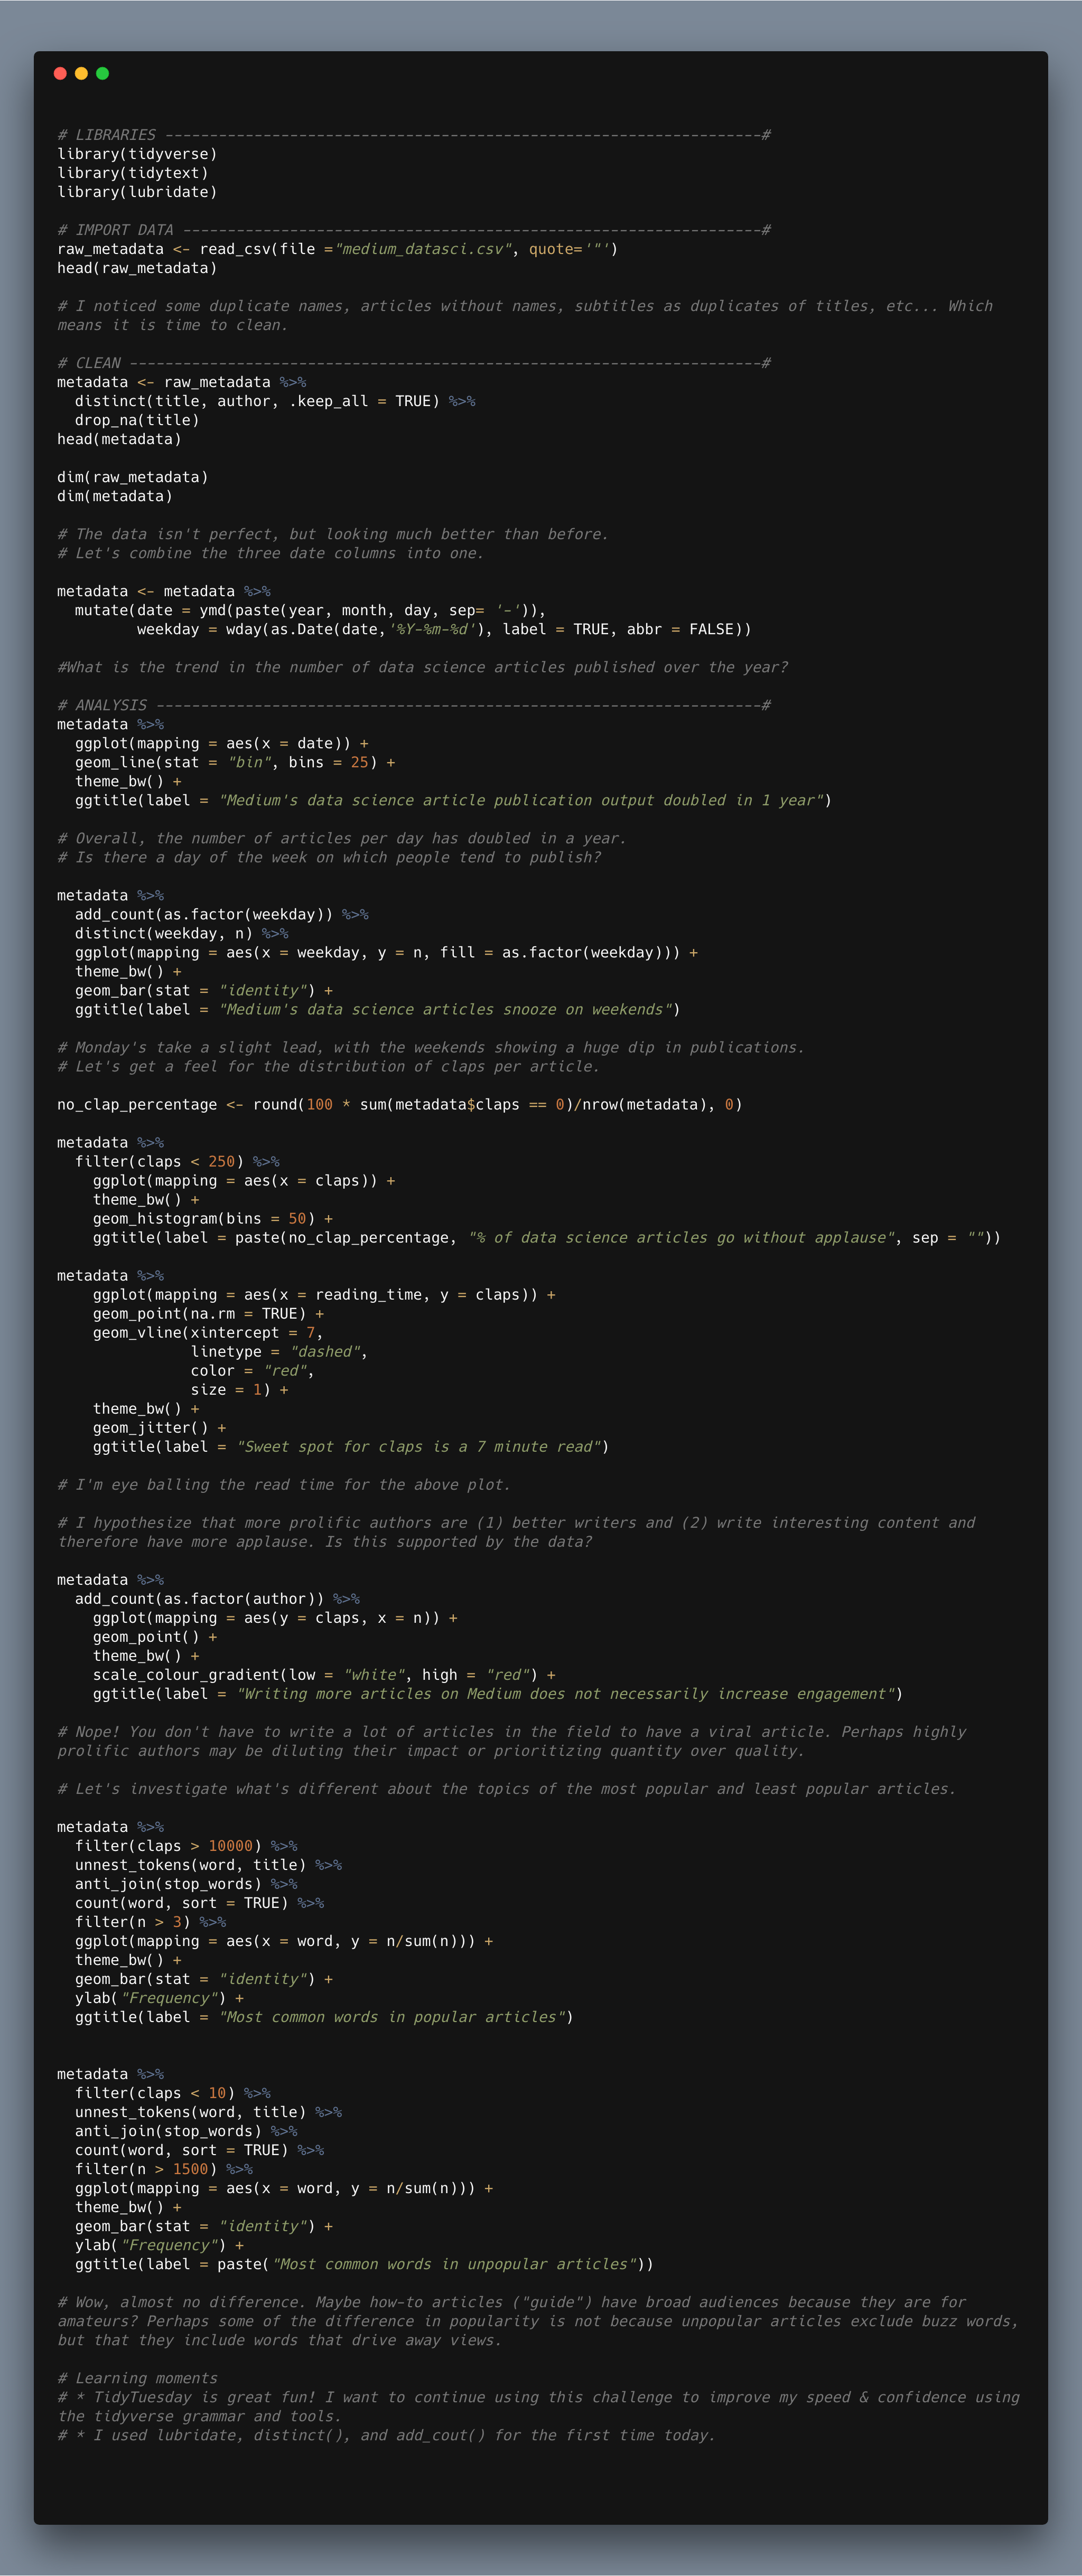 # LIBRARIES -------------------------------------------------------------------#
library(tidyverse)
library(tidytext)
library(lubridate)
# IMPORT DATA -----------------------------------------------------------------#
raw_metadata <- read_csv(file ="medium_datasci.csv", quote='"')
head(raw_metadata)
# I noticed some duplicate names, articles without names, subtitles as duplicates of titles, etc... Which
means it is time to clean.
# CLEAN -----------------------------------------------------------------------#
metadata <- raw_metadata %>%
  distinct(title, author, .keep_all = TRUE) %>%
  drop_na(title)
head(metadata)
dim(raw_metadata)
dim(metadata)
# The data isn't perfect, but looking much better than before.
# Let's combine the three date columns into one.
metadata <- metadata %>%
  mutate(date = ymd(paste(year, month, day, sep= '-')),
         weekday = wday(as.Date(date,'%Y-%m-%d'), label = TRUE, abbr = FALSE))
#What is the trend in the number of data science articles published over the year?
# ANALYSIS --------------------------------------------------------------------#
metadata %>%
  ggplot(mapping = aes(x = date)) +
  geom_line(stat = "bin", bins = 25) +
  theme_bw() +
  ggtitle(label = "Medium's data science article publication output doubled in 1 year")
# Overall, the number of articles per day has doubled in a year.
# Is there a day of the week on which people tend to publish?
metadata %>%
  add_count(as.factor(weekday)) %>%
  distinct(weekday, n) %>%
  ggplot(mapping = aes(x = weekday, y = n, fill = as.factor(weekday))) +
  theme_bw() +
  geom_bar(stat = "identity") +
  ggtitle(label = "Medium's data science articles snooze on weekends")
# Monday's take a slight lead, with the weekends showing a huge dip in publications.
# Let's get a feel for the distribution of claps per article.
no_clap_percentage <- round(100 * sum(metadata$claps == 0)/nrow(metadata), 0)
metadata %>%
  filter(claps < 250) %>%
    ggplot(mapping = aes(x = claps)) +
    theme_bw() +
    geom_histogram(bins = 50) +
    ggtitle(label = paste(no_clap_percentage, "% of data science articles go without applause", sep = ""))
metadata %>%
    ggplot(mapping = aes(x = reading_time, y = claps)) +
    geom_point(na.rm = TRUE) +
    geom_vline(xintercept = 7,
               linetype = "dashed",
               color = "red",
               size = 1) +
    theme_bw() +
    geom_jitter() +
    ggtitle(label = "Sweet spot for claps is a 7 minute read")
# I'm eye balling the read time for the above plot.
# I hypothesize that more prolific authors are (1) better writers and (2) write interesting content and
therefore have more applause. Is this supported by the data?
metadata %>%
  add_count(as.factor(author)) %>%
    ggplot(mapping = aes(y = claps, x = n)) +
    geom_point() +
    theme_bw() +
    scale_colour_gradient(low = "white", high = "red") +
    ggtitle(label = "Writing more articles on Medium does not necessarily increase engagement")
# Nope! You don't have to write a lot of articles in the field to have a viral article. Perhaps highly
prolific authors may be diluting their impact or prioritizing quantity over quality.
# Let's investigate what's different about the topics of the most popular and least popular articles.
metadata %>%
  filter(claps > 10000) %>%
  unnest_tokens(word, title) %>%
  anti_join(stop_words) %>%
  count(word, sort = TRUE) %>%
  filter(n > 3) %>%
  ggplot(mapping = aes(x = word, y = n/sum(n))) +
  theme_bw() +
  geom_bar(stat = "identity") +
  ylab("Frequency") +
  ggtitle(label = "Most common words in popular articles")
metadata %>%
  filter(claps < 10) %>%
  unnest_tokens(word, title) %>%
  anti_join(stop_words) %>%
  count(word, sort = TRUE) %>%
  filter(n > 1500) %>%
  ggplot(mapping = aes(x = word, y = n/sum(n))) +
  theme_bw() +
  geom_bar(stat = "identity") +
  ylab("Frequency") +
  ggtitle(label = paste("Most common words in unpopular articles"))
# Wow, almost no difference. Maybe how-to articles ("guide") have broad audiences because they are for
amateurs? Perhaps some of the difference in popularity is not because unpopular articles exclude buzz words,
but that they include words that drive away views.
# Learning moments
# * TidyTuesday is great fun! I want to continue using this challenge to improve my speed & confidence using
the tidyverse grammar and tools.
# * I used lubridate, distinct(), and add_cout() for the first time today.